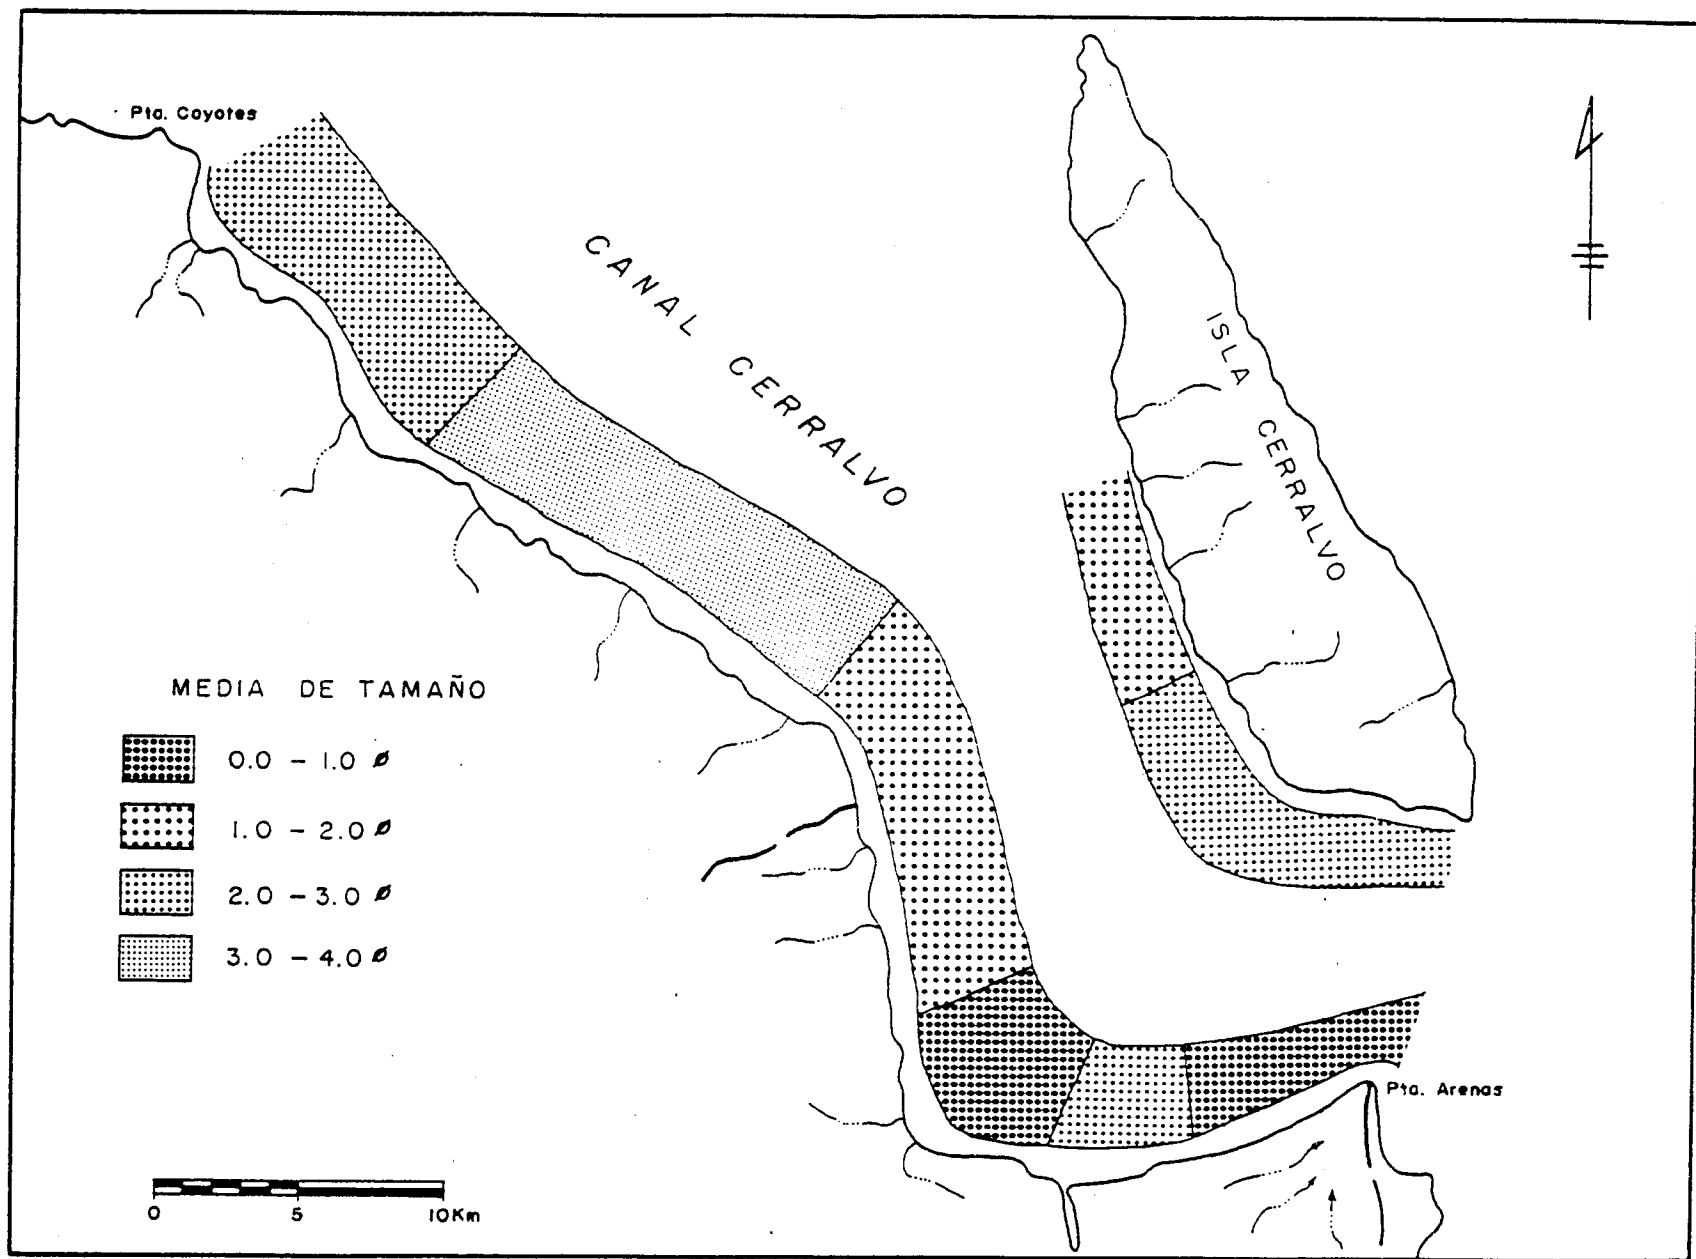 Pta. Coyotes
CANAL CERRALVO
ISLA CERRALVO
MEDIA DE TAMAÑO
0.0 - 1.0 ø
1.0 - 2.0 ø
2.0 - 3.0 ø
3.0 - 4.0 ø
Pta. Arenas
0 5 10Km